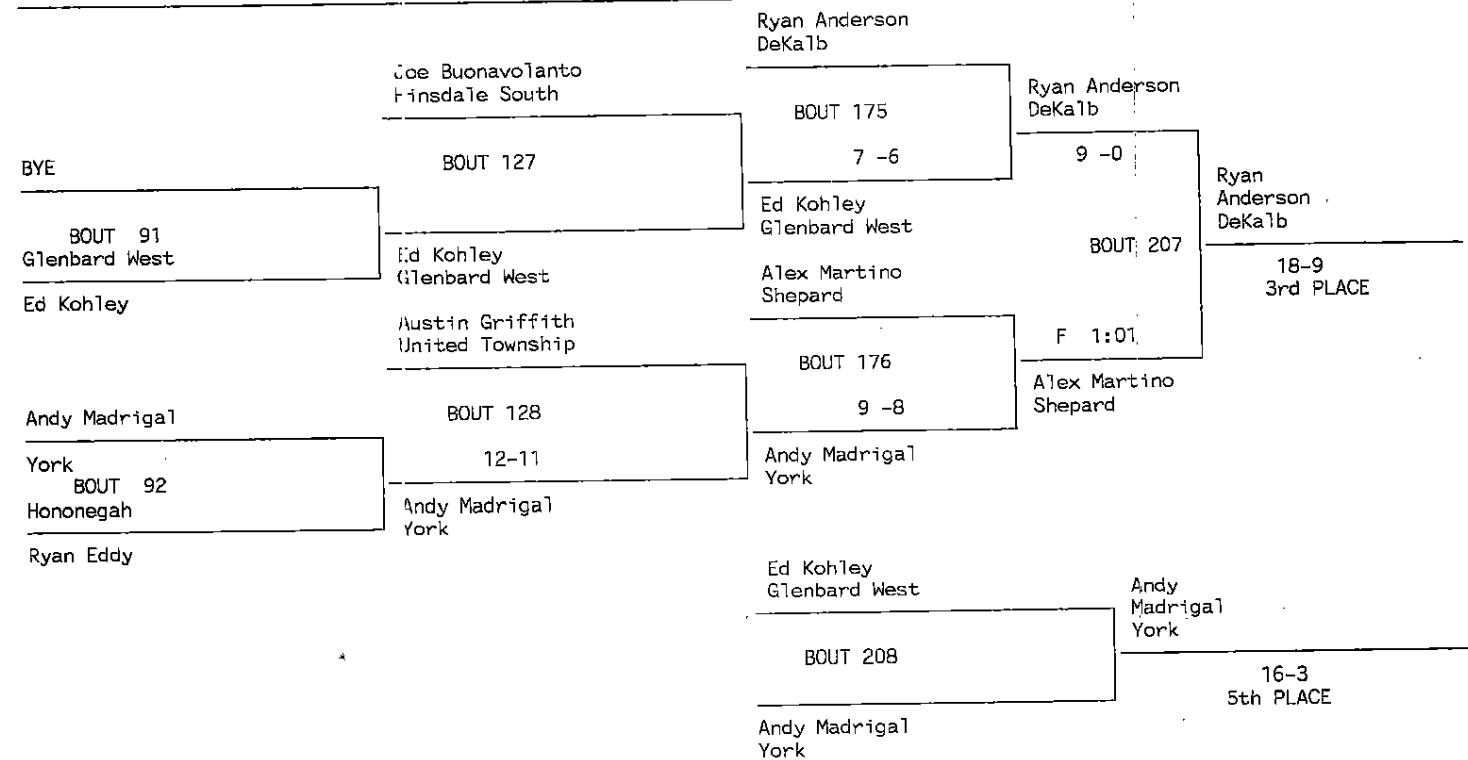 Ryan Anderson
DeKalb
Joe Buonavolanto
Hinsdale South
BOUT 175
7 -6
Ryan Anderson
DeKalb
9 -0
BYE
BOUT 127
Ed Kohley
Glenbard West
Ryan
Anderson
DeKalb
BOUT 91
Glenbard West
Ed Kohley
Ed Kohley
Glenbard West
BOUT 207
18-9
3rd PLACE
Alex Martino
Shepard
Austin Griffith
United Township
F 1:01
BOUT 176
9 -8
Alex Martino
Shepard
Andy Madrigal
York
BOUT 92
Hononegah
Ryan Eddy
BOUT 128
12-11
Andy Madrigal
York
Andy Madrigal
York
Ed Kohley
Glenbard West
BOUT 208
Andy Madrigal
York
Andy
Madrigal
York
16-3
5th PLACE